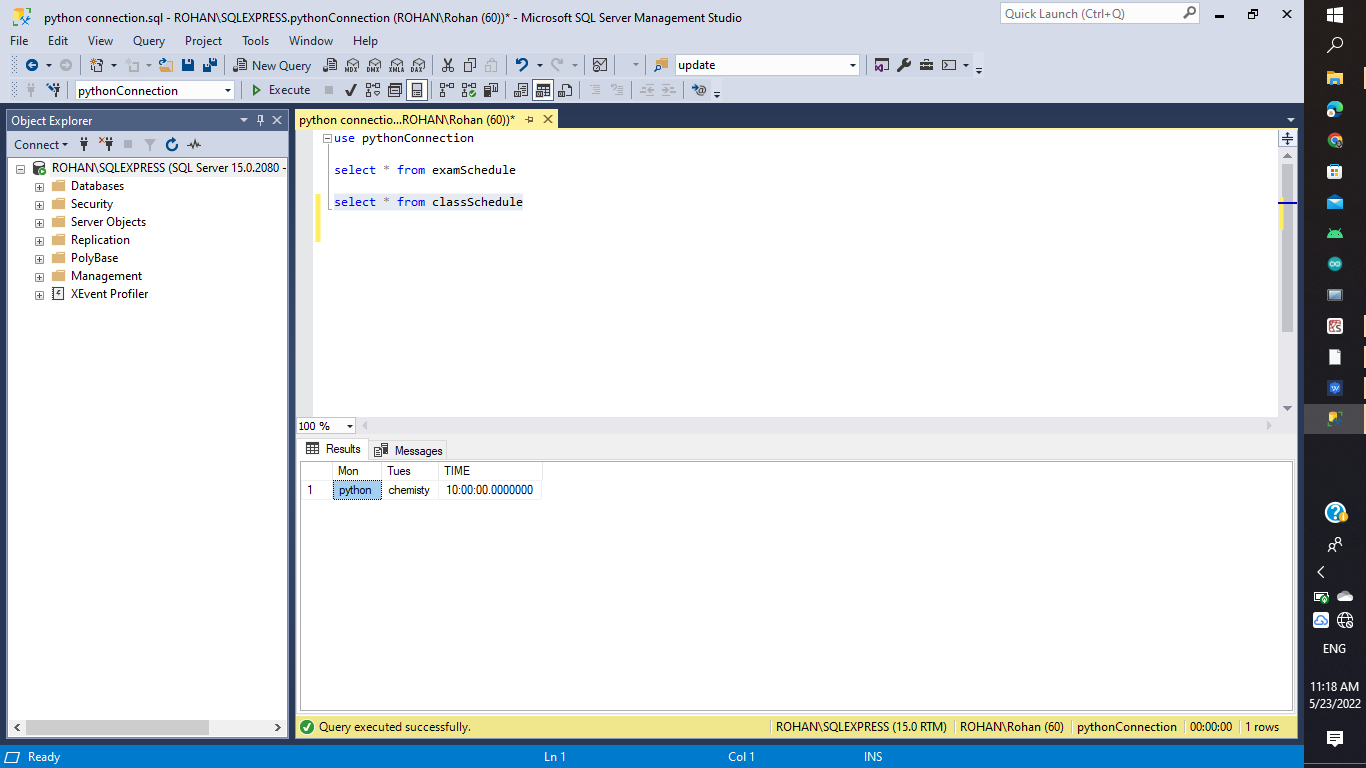 python connection.sql - ROHAN\SQLEXPRESS.pythonConnection (ROHAN\Rohan (60))* - Microsoft SQL Server Management Studio
Quick Launch (Ctrl+Q)
File Edit View Query Project Tools Window Help
New Query MDX DMX XMLA DAX update
pythonConnection Execute
Object Explorer
Connect
ROHAN\SQLEXPRESS (SQL Server 15.0.2080 -
Databases
Security
Server Objects
Replication
PolyBase
Management
XEvent Profiler
python connectio...ROHAN\Rohan (60))*
use pythonConnection
select * from examSchedule
select * from classSchedule
100 %
Results Messages
Mon Tues TIME
1 python chemisty 10:00:00.0000000
Query executed successfully. ROHAN\SQLEXPRESS (15.0 RTM) ROHAN\Rohan (60) pythonConnection 00:00:00 1 rows
Ready Ln 1 Col 1 INS
ENG
11:18 AM
5/23/2022